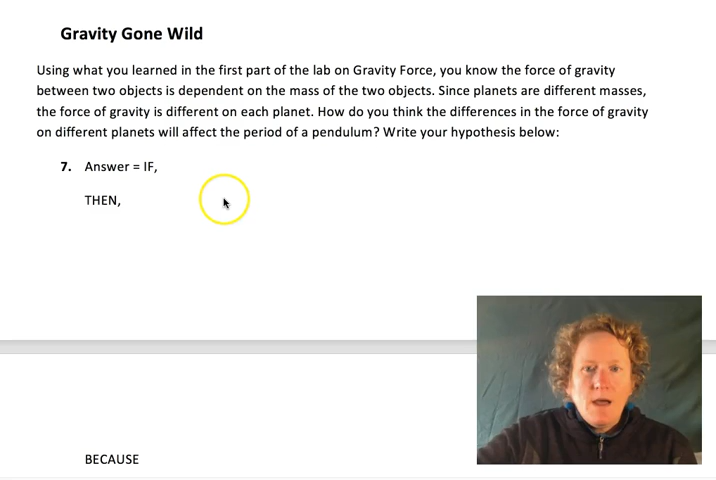 Gravity Gone Wild
Using what you learned in the first part of the lab on Gravity Force, you know the force of gravity
between two objects is dependent on the mass of the two objects. Since planets are different masses,
the force of gravity is different on each planet. How do you think the differences in the force of gravity
on different planets will affect the period of a pendulum? Write your hypothesis below:
7. Answer = IF,
THEN,
BECAUSE